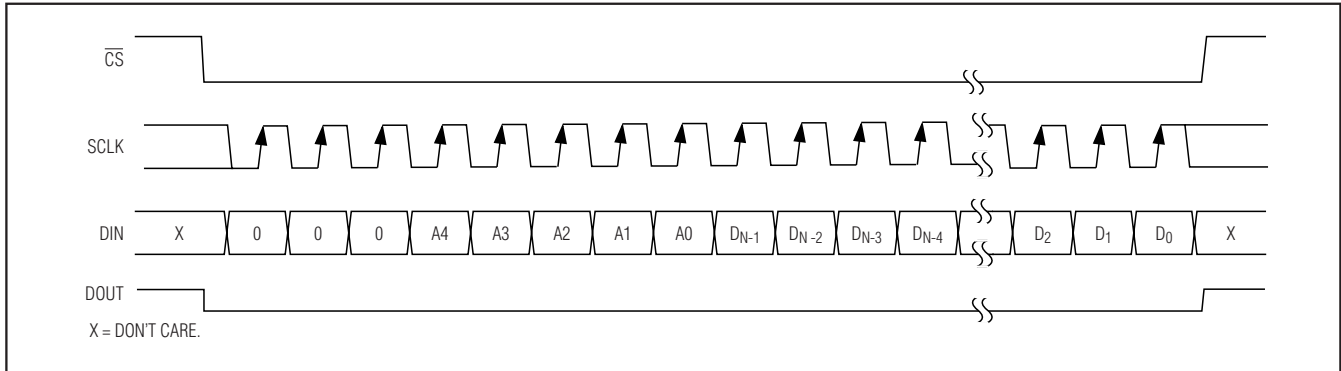 C̅S̅
SCLK
DIN X 0 0 0 A4 A3 A2 A1 A0 DN-1 DN-2 DN-3 DN-4 D2 D1 D0 X
DOUT
X = DON'T CARE.